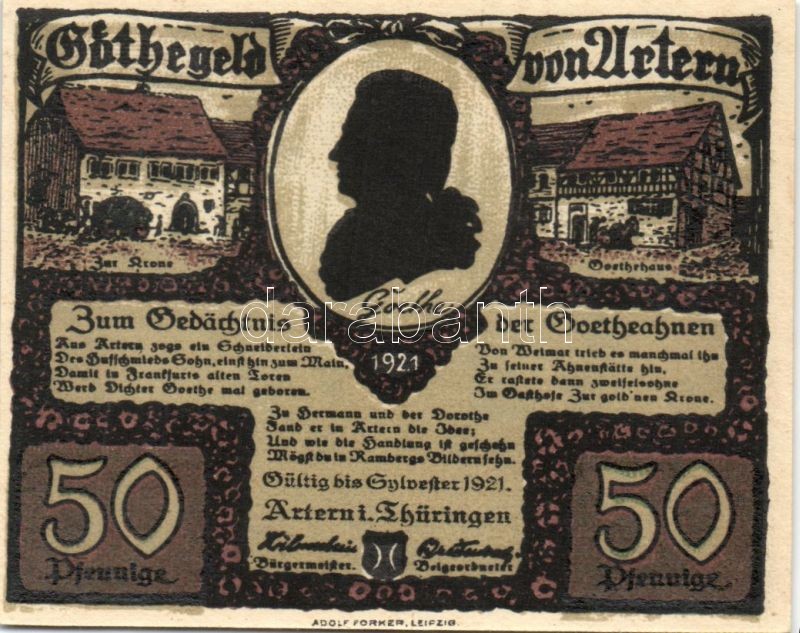 Göthegeld von Artern
Zur Krone
Goethehaus
Goethe
1921
Zum Gedächtnis der Goetheahnen
Aus Artern zogs ein Schneiderlein
Des Hufschmieds Sohn, einst hin zum Main,
Damit in Frankfurts alten Toren
Werd Dichter Goethe mal geboren.
Von Weimar trieb es manchmal ihn
Zu seiner Ahnenstätte hin,
Er rastete dann zweifelsohne
Im Gasthofe Zur gold'nen Krone.
Zu Hermann und der Dorothe
Fand er in Artern die Idee;
Und wie die Handlung ist geschehn
Mögst du in Rambergs Bildern sehn.
Gültig bis Sylvester 1921.
Artern i. Thüringen
Bürgermeister.
Beigeordneter
50
Pfennige
50
Pfennige
ADOLF FORKER, LEIPZIG.
darabanth